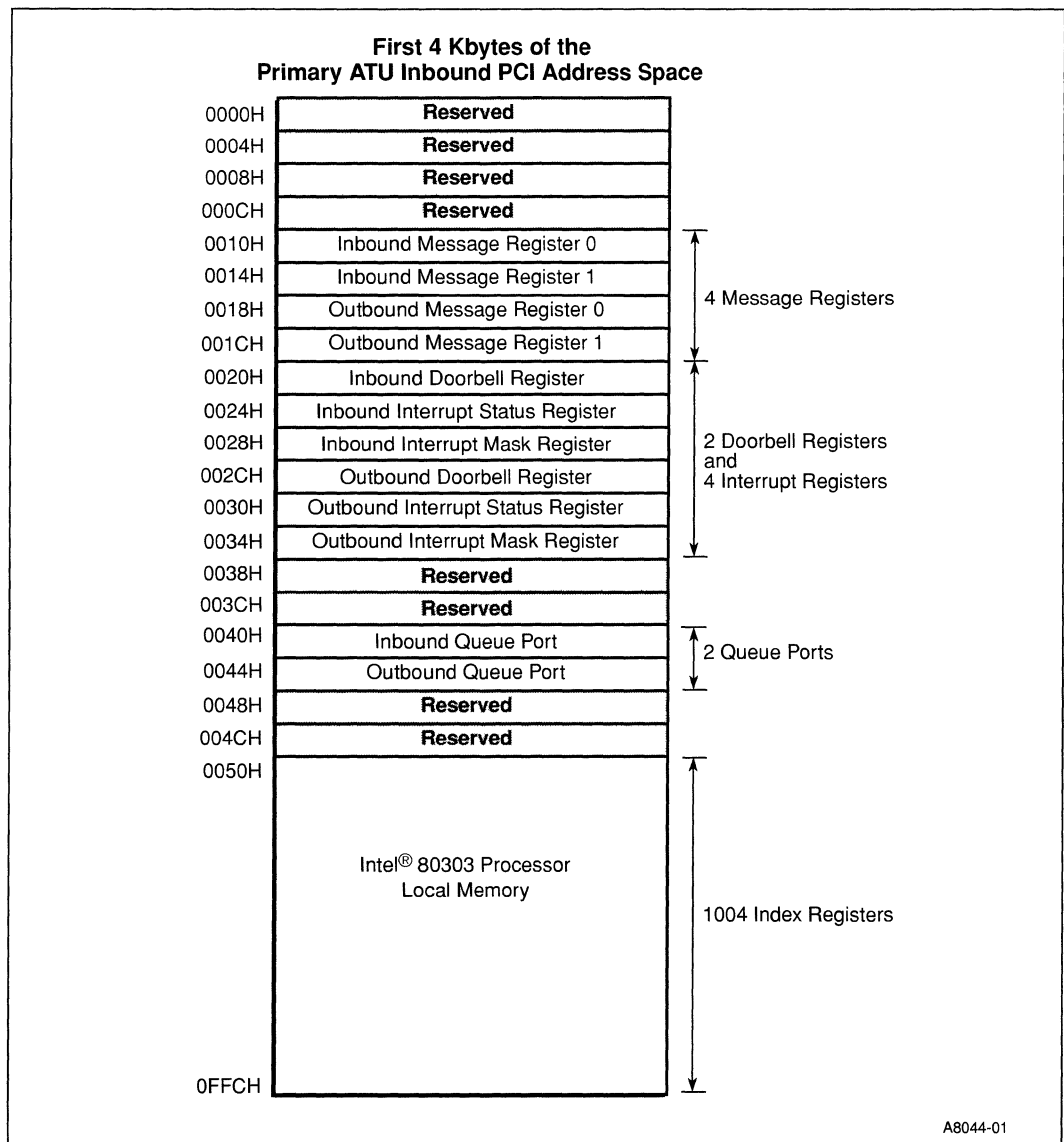 First 4 Kbytes of the
Primary ATU Inbound PCI Address Space
0000H Reserved
0004H Reserved
0008H Reserved
000CH Reserved
0010H Inbound Message Register 0
0014H Inbound Message Register 1
0018H Outbound Message Register 0
001CH Outbound Message Register 1
4 Message Registers
0020H Inbound Doorbell Register
0024H Inbound Interrupt Status Register
0028H Inbound Interrupt Mask Register
002CH Outbound Doorbell Register
0030H Outbound Interrupt Status Register
0034H Outbound Interrupt Mask Register
2 Doorbell Registers
and
4 Interrupt Registers
0038H Reserved
003CH Reserved
0040H Inbound Queue Port
0044H Outbound Queue Port
2 Queue Ports
0048H Reserved
004CH Reserved
0050H
Intel® 80303 Processor
Local Memory
1004 Index Registers
0FFCH
A8044-01